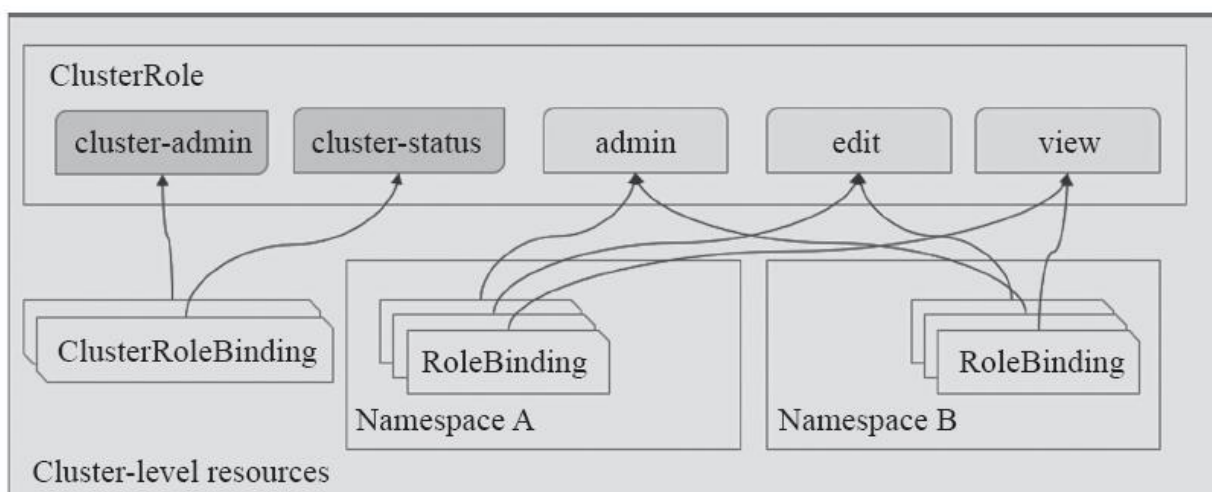 ClusterRole
cluster-admin
cluster-status
admin
edit
view
ClusterRoleBinding
RoleBinding
RoleBinding
Namespace A
Namespace B
Cluster-level resources